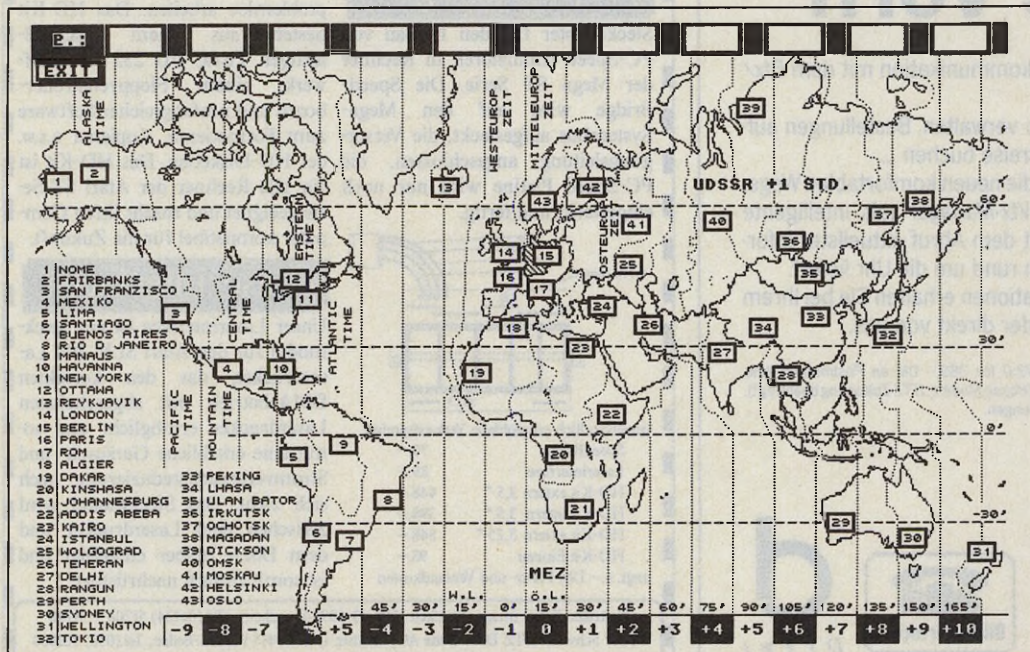 P.:
EXIT
ALASKA TIME
WESTEUROP. ZEIT
MITTELEUROP. ZEIT
OSTEUROP. ZEIT
UDSSR +1 STD.
EASTERN TIME
CENTRAL TIME
ATLANTIC TIME
PACIFIC TIME
MOUNTAIN TIME
60'
30'
0'
-30'
1 NOME
2 FAIRBANKS
3 SAN FRANZISCO
4 MEXIKO
5 LIMA
6 SANTIAGO
7 BUENOS AIRES
8 RIO D JANEIRO
9 MANAUS
10 HAVANNA
11 NEW YORK
12 OTTAWA
13 REYKJAVIK
14 LONDON
15 BERLIN
16 PARIS
17 ROM
18 ALGIER
19 DAKAR
20 KINSHASA
21 JOHANNESBURG
22 ADDIS ABEBA
23 KAIRO
24 ISTANBUL
25 WOLGOGRAD
26 TEHERAN
27 DELHI
28 RANGUN
29 PERTH
30 SYDNEY
31 WELLINGTON
32 TOKIO
33 PEKING
34 LHASA
35 ULAN BATOR
36 IRKUTSK
37 OCHOTSK
38 MAGADAN
39 DICKSON
40 OMSK
41 MOSKAU
42 HELSINKI
43 OSLO
MEZ
W.L. Ö.L.
45' 30' 15' 0' 15' 30' 45' 60' 75' 90' 105' 120' 135' 150' 165'
-9 -8 -7 +5 -4 -2 0 +1 +2 +3 +4 +5 +6 +7 +8 +9 +10